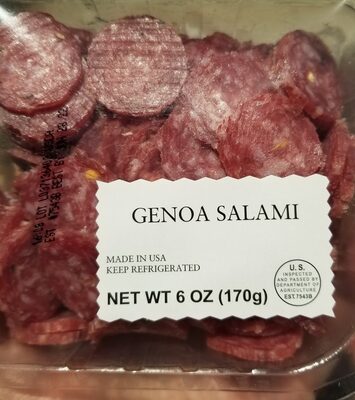 GENOA SALAMI
MADE IN USA
KEEP REFRIGERATED
NET WT 6 OZ (170g)
U. S.
INSPECTED
AND PASSED BY
DEPARTMENT OF
AGRICULTURE
EST. 7543B